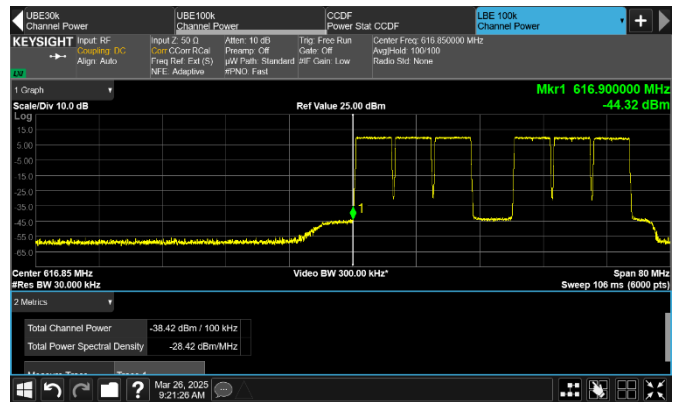 UBE30k
Channel Power
UBE100k
Channel Power
CCDF
Power Stat CCDF
LBE 100k
Channel Power
KEYSIGHT
Input: RF
Coupling: DC
Align: Auto
Input Z: 50 Ω
Corr CCorr RCal
Freq Ref: Ext (S)
NFE: Adaptive
Atten: 10 dB
Preamp: Off
µW Path: Standard
#PNO: Fast
Trig: Free Run
Gate: Off
#IF Gain: Low
Center Freq: 616.850000 MHz
Avg|Hold: 100/100
Radio Std: None
LXI
1 Graph
Mkr1 616.900000 MHz
-44.32 dBm
Scale/Div 10.0 dB
Ref Value 25.00 dBm
Log
15.0
5.00
-5.00
-15.0
-25.0
-35.0
-45.0
-55.0
-65.0
1
Center 616.85 MHz
#Res BW 30.000 kHz
Video BW 300.00 kHz*
Span 80 MHz
Sweep 106 ms (6000 pts)
2 Metrics
Total Channel Power -38.42 dBm / 100 kHz
Total Power Spectral Density -28.42 dBm/MHz
Mar 26, 2025
9:21:26 AM